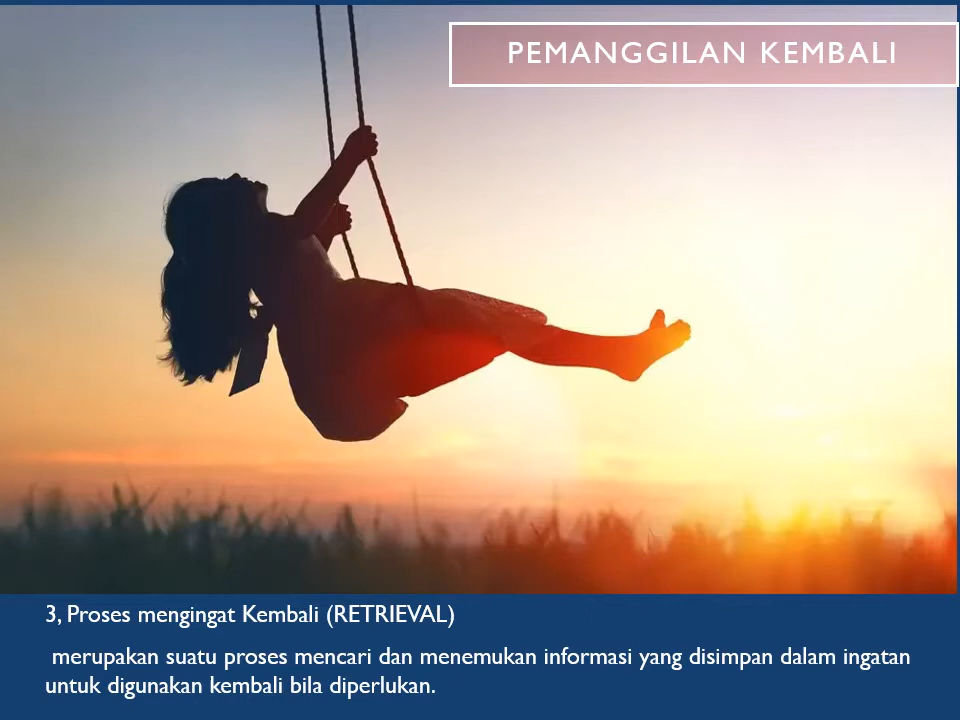 PEMANGGILAN KEMBALI
3, Proses mengingat Kembali (RETRIEVAL)
merupakan suatu proses mencari dan menemukan informasi yang disimpan dalam ingatan
untuk digunakan kembali bila diperlukan.